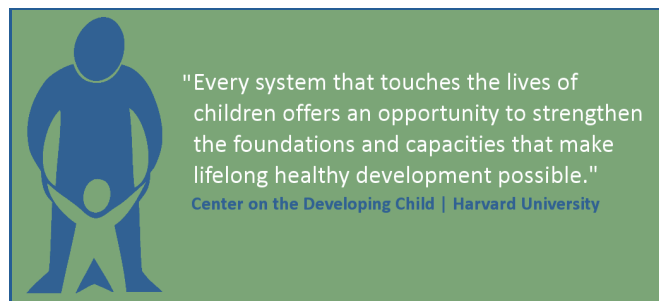 "Every system that touches the lives of
children offers an opportunity to strengthen
the foundations and capacities that make
lifelong healthy development possible."
Center on the Developing Child | Harvard University